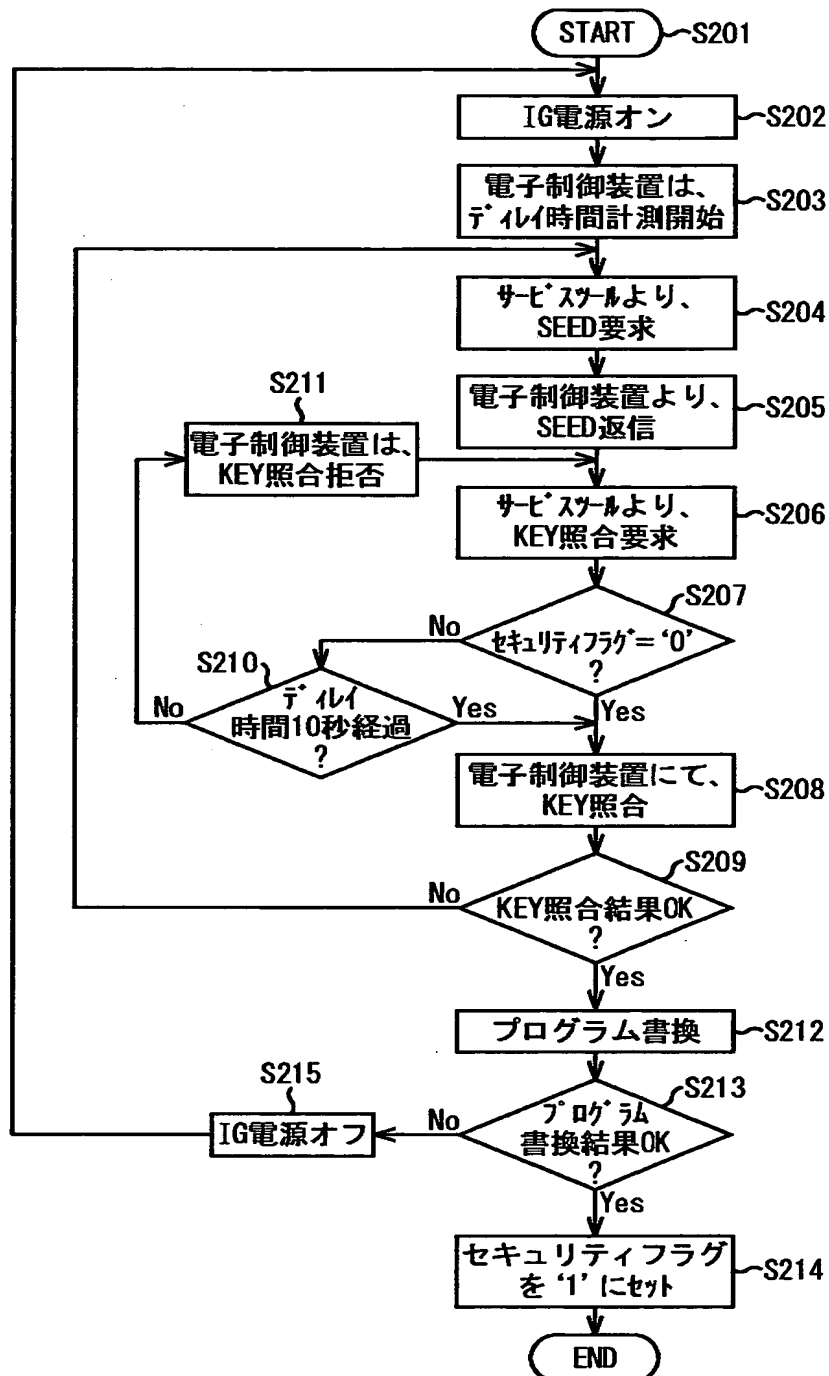 START
S201
IG電源オン
S202
電子制御装置は、
ディレイ時間計測開始
S203
サービスツールより、
SEED要求
S204
電子制御装置より、
SEED返信
S205
S211
電子制御装置は、
KEY照合拒否
サービスツールより、
KEY照合要求
S206
S207
セキュリティフラグ=‘0’
?
No
Yes
S210
ディレイ
時間10秒経過
?
No
Yes
電子制御装置にて、
KEY照合
S208
S209
KEY照合結果OK
?
No
Yes
プログラム書換
S212
S213
プログラム
書換結果OK
?
No
Yes
S215
IG電源オフ
セキュリティフラグ
を‘1’にセット
S214
END